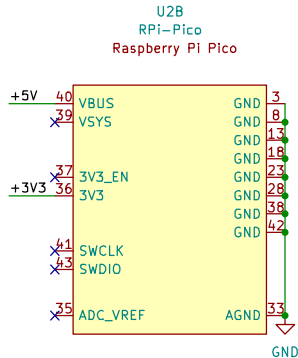 U2B
RPi-Pico
Raspberry Pi Pico
+5V 40 VBUS GND 3
39 VSYS GND 8
GND 13
GND 18
37 3V3_EN GND 23
+3V3 36 3V3 GND 28
GND 38
GND 42
41 SWCLK
43 SWDIO
35 ADC_VREF AGND 33
GND